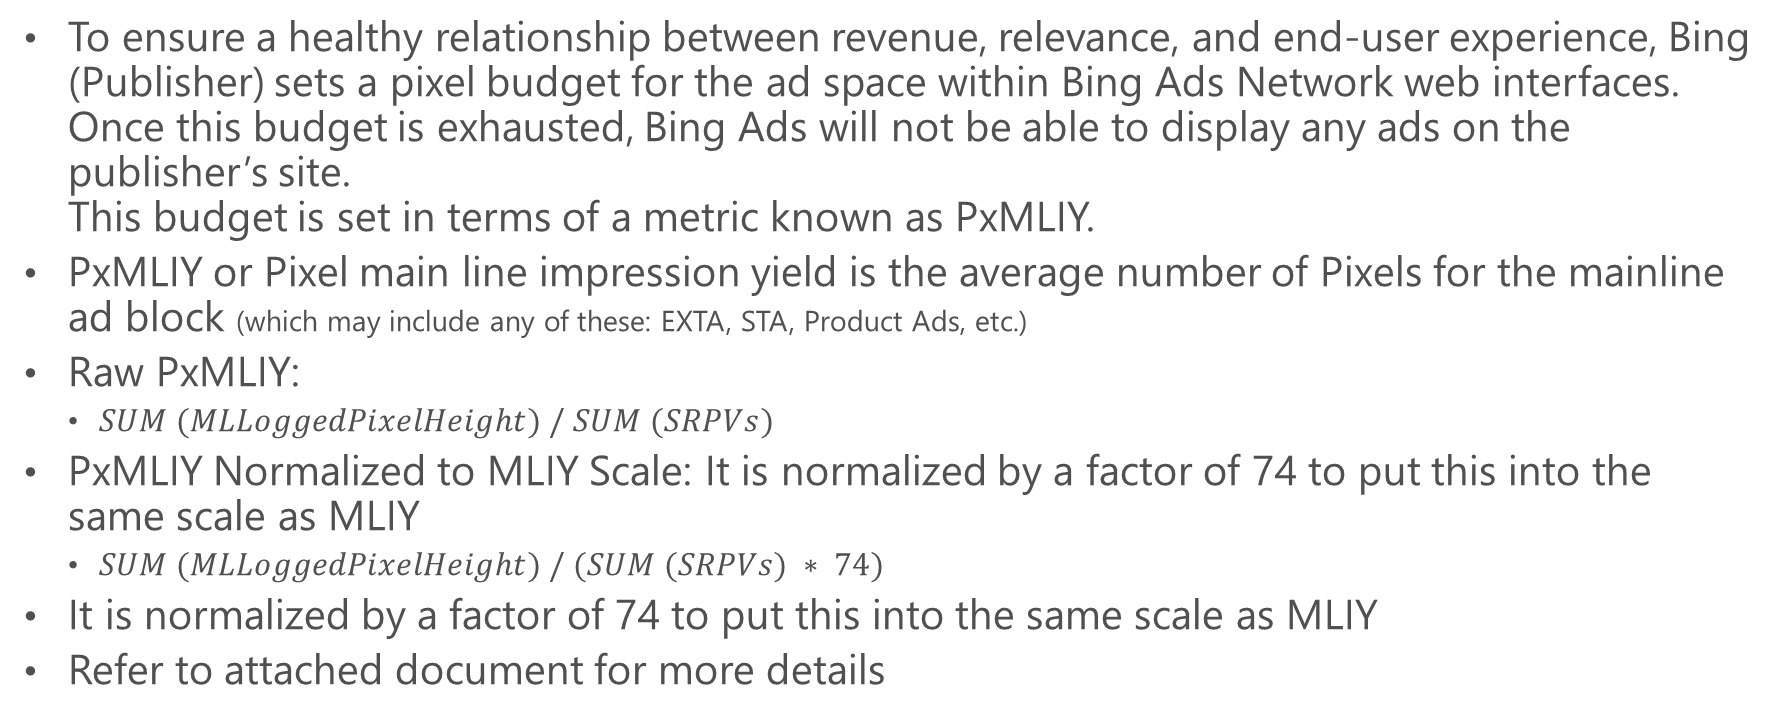 • To ensure a healthy relationship between revenue, relevance, and end-user experience, Bing
(Publisher) sets a pixel budget for the ad space within Bing Ads Network web interfaces.
Once this budget is exhausted, Bing Ads will not be able to display any ads on the
publisher’s site.
This budget is set in terms of a metric known as PxMLIY.
• PxMLIY or Pixel main line impression yield is the average number of Pixels for the mainline
ad block (which may include any of these: EXTA, STA, Product Ads, etc.)
• Raw PxMLIY:
• SUM (MLLoggedPixelHeight) / SUM (SRPVs)
• PxMLIY Normalized to MLIY Scale: It is normalized by a factor of 74 to put this into the
same scale as MLIY
• SUM (MLLoggedPixelHeight) / (SUM (SRPVs) * 74)
• It is normalized by a factor of 74 to put this into the same scale as MLIY
• Refer to attached document for more details